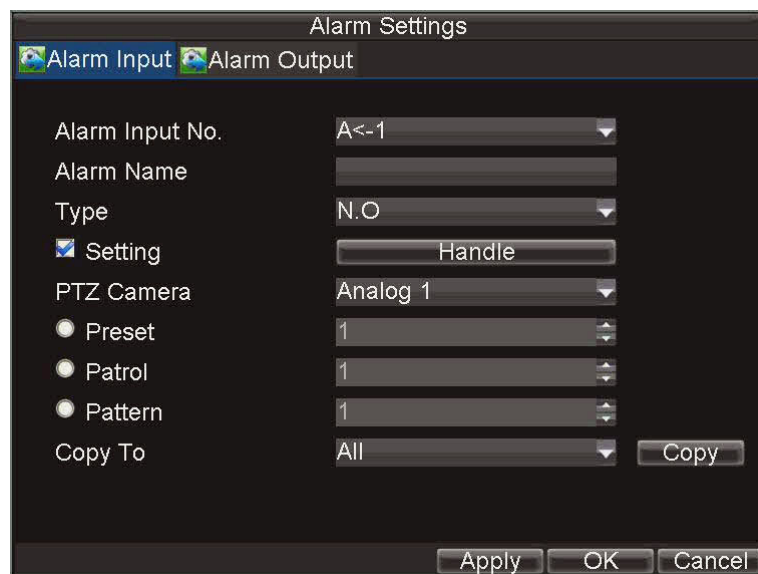 Alarm Settings
Alarm Input Alarm Output
Alarm Input No. A<-1
Alarm Name
Type N.O
Setting Handle
PTZ Camera Analog 1
Preset 1
Patrol 1
Pattern 1
Copy To All Copy
Apply OK Cancel